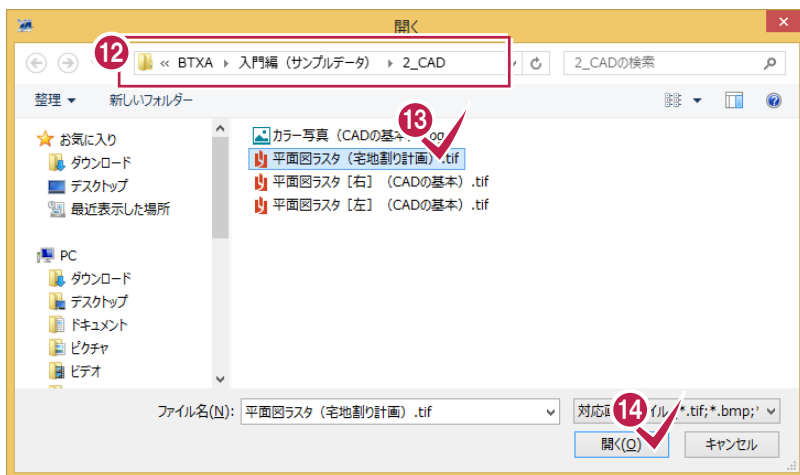 開く
12
« BTXA ▸ 入門編（サンプルデータ） ▸ 2_CAD
2_CADの検索
整理 新しいフォルダー
13
お気に入り
ダウンロード
デスクトップ
最近表示した場所
PC
ダウンロード
デスクトップ
ドキュメント
ピクチャ
ビデオ
カラー写真（CADの基本
平面図ラスタ（宅地割り計画）.tif
平面図ラスタ［右］（CADの基本）.tif
平面図ラスタ［左］（CADの基本）.tif
ファイル名(N): 平面図ラスタ（宅地割り計画）.tif
対応 *.tif;*.bmp;
14
開く(O) キャンセル